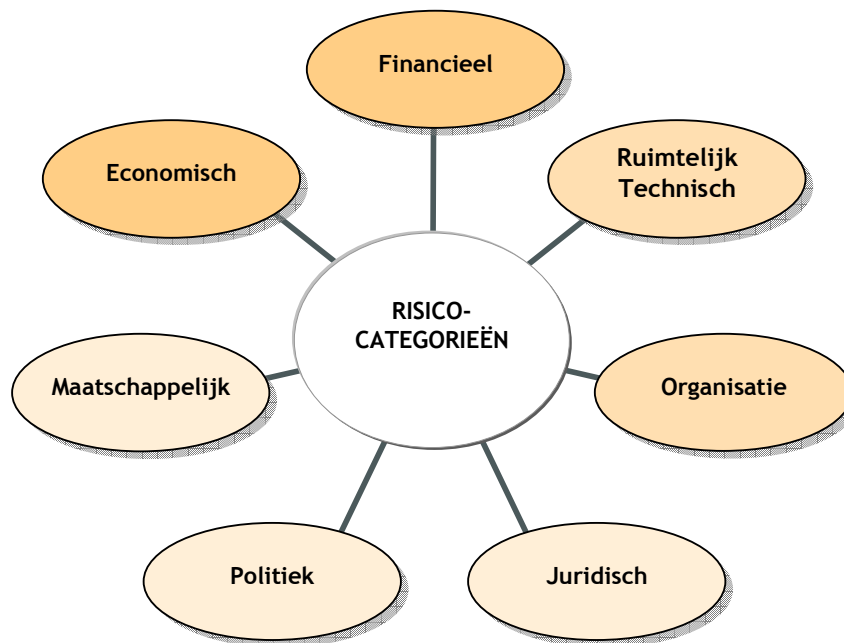 Financieel
Economisch
Ruimtelijk
Technisch
RISICO-
CATEGORIEËN
Maatschappelijk
Organisatie
Politiek
Juridisch